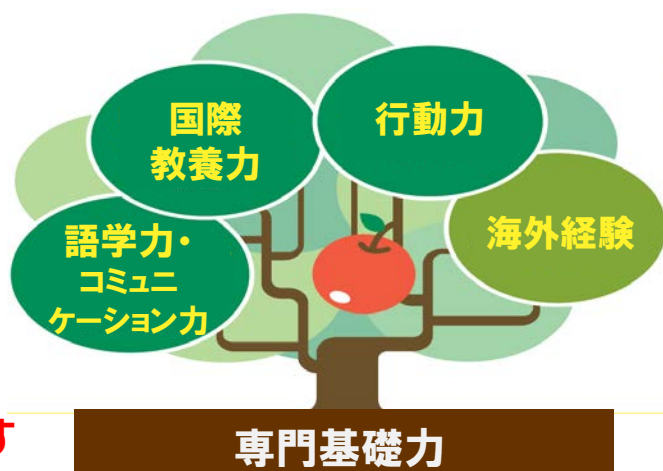 国際
教養力
行動力
語学力・
コミュニ
ケーション力
海外経験
す
専門基礎力